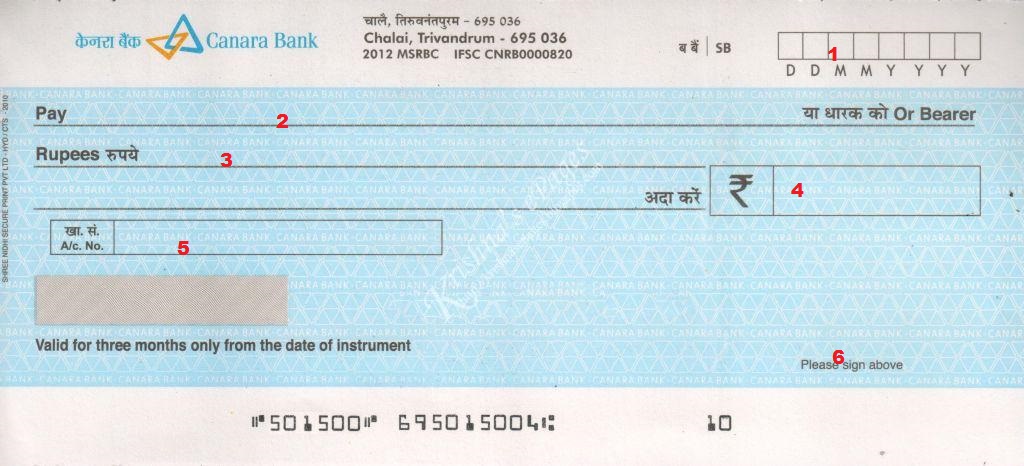 केनरा बैंक Canara Bank
चालै, तिरुवनंतपुरम - 695 036
Chalai, Trivandrum - 695 036
2012 MSRBC IFSC CNRB0000820
ब बैं SB
1
D D M M Y Y Y Y
CANARA BANK
Pay
2
या धारक को Or Bearer
Rupees रुपये
3
अदा करें
₹
4
खा. सं.
A/c. No.
5
Valid for three months only from the date of instrument
6
Please sign above
SHREE NIDHI SECURE PRINT PVT LTD - HYD / CTS - 2010
⑈501500⑈ 695015004⑆ 10